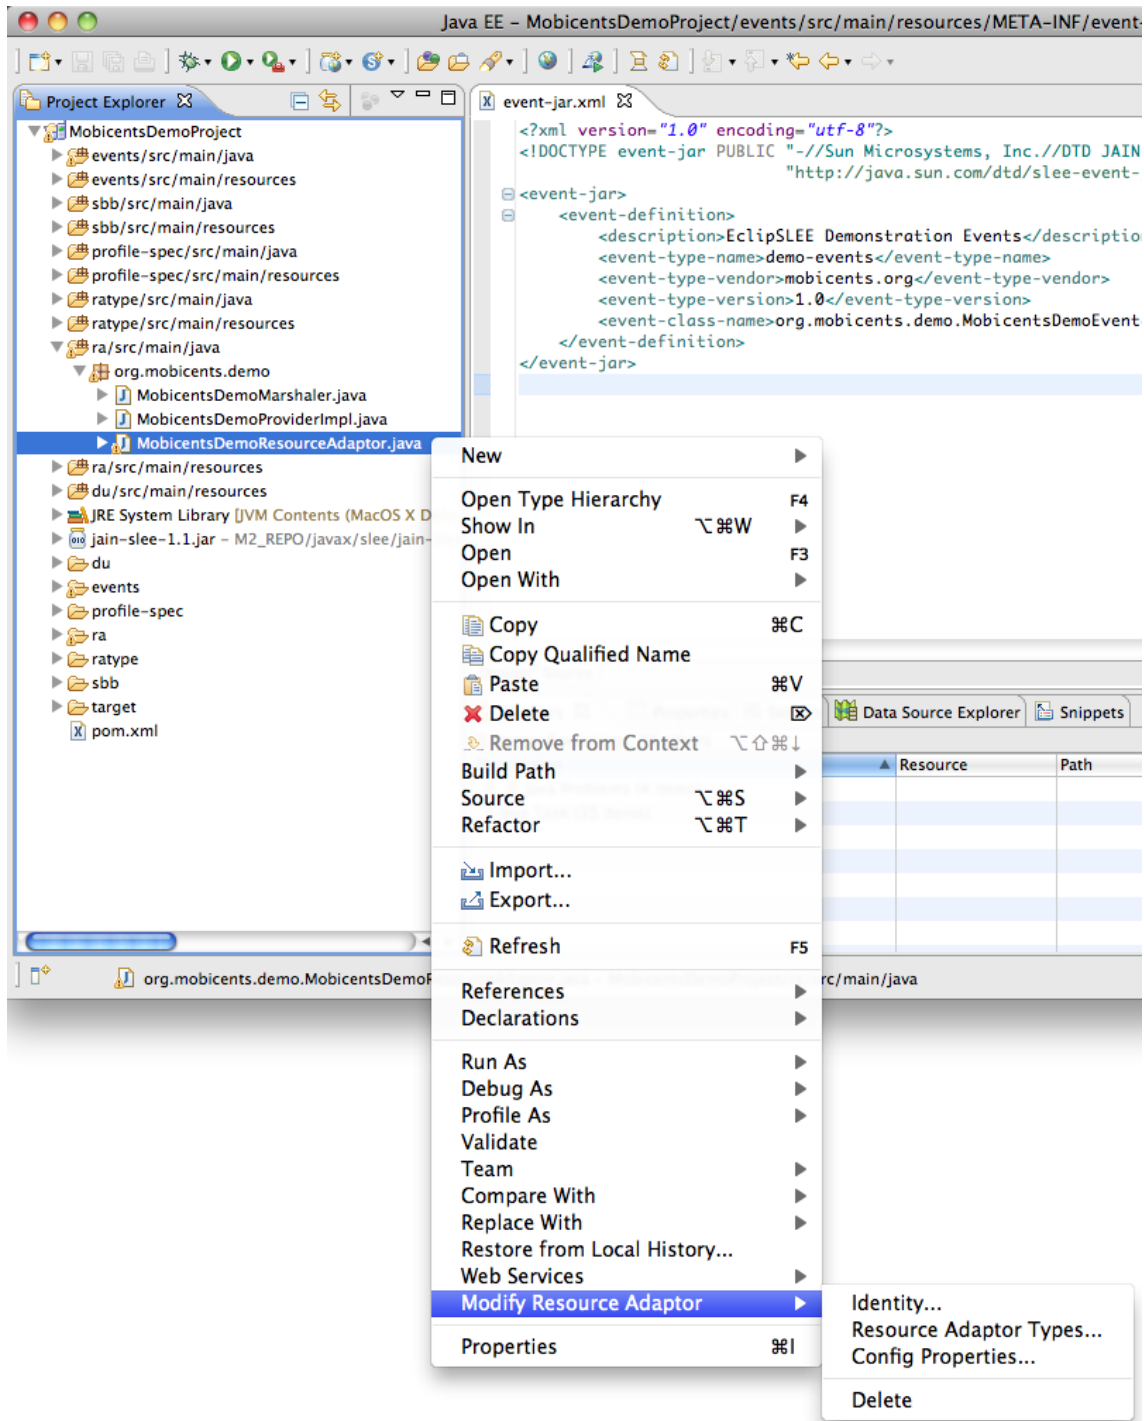 Java EE – MobicentsDemoProject/events/src/main/resources/META-INF/event-
Project Explorer
event-jar.xml
MobicentsDemoProject
events/src/main/java
events/src/main/resources
sbb/src/main/java
sbb/src/main/resources
profile-spec/src/main/java
profile-spec/src/main/resources
ratype/src/main/java
ratype/src/main/resources
ra/src/main/java
org.mobicents.demo
MobicentsDemoMarshaler.java
MobicentsDemoProviderImpl.java
MobicentsDemoResourceAdaptor.java
ra/src/main/resources
du/src/main/resources
JRE System Library [JVM Contents (MacOS X D
jain-slee-1.1.jar – M2_REPO/javax/slee/jain-
du
events
profile-spec
ra
ratype
sbb
target
pom.xml
<?xml version="1.0" encoding="utf-8"?>
<!DOCTYPE event-jar PUBLIC "-//Sun Microsystems, Inc.//DTD JAIN
"http://java.sun.com/dtd/slee-event-
<event-jar>
<event-definition>
<description>EclipSLEE Demonstration Events</description
<event-type-name>demo-events</event-type-name>
<event-type-vendor>mobicents.org</event-type-vendor>
<event-type-version>1.0</event-type-version>
<event-class-name>org.mobicents.demo.MobicentsDemoEvent
</event-definition>
</event-jar>
New
Open Type Hierarchy F4
Show In ⌥⌘W
Open F3
Open With
Copy ⌘C
Copy Qualified Name
Paste ⌘V
Delete ⌦
Remove from Context ⌥⇧⌘↓
Build Path
Source ⌥⌘S
Refactor ⌥⌘T
Import...
Export...
Refresh F5
References
Declarations
Run As
Debug As
Profile As
Validate
Team
Compare With
Replace With
Restore from Local History...
Web Services
Modify Resource Adaptor
Properties ⌘I
Identity...
Resource Adaptor Types...
Config Properties...
Delete
Data Source Explorer
Snippets
Resource
Path
org.mobicents.demo.MobicentsDemoR
rc/main/java